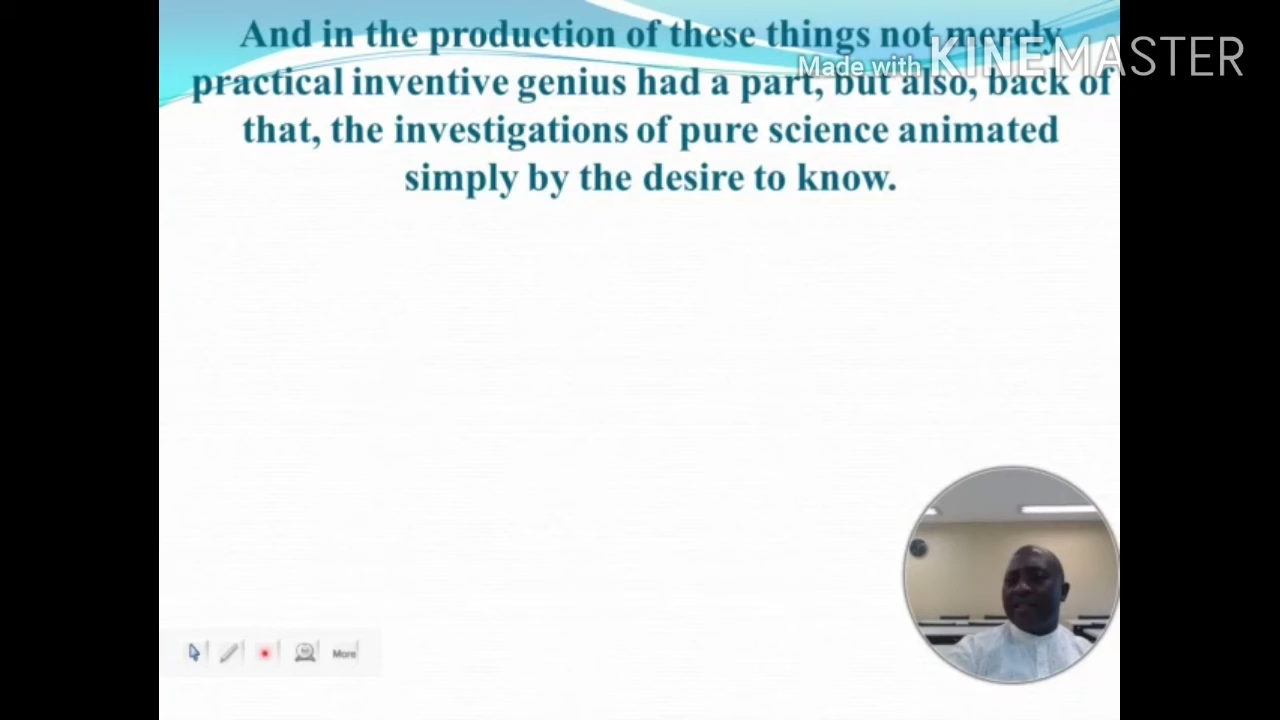 And in the production of these things not merely
Made with KINEMASTER
practical inventive genius had a part, but also, back of
that, the investigations of pure science animated
simply by the desire to know.
More